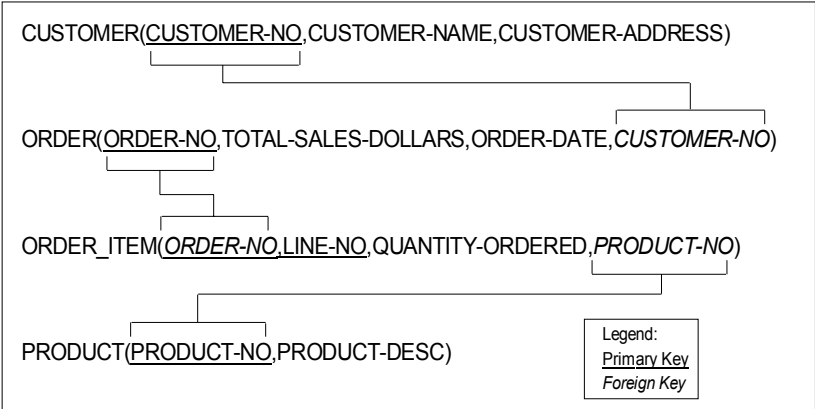 CUSTOMER(CUSTOMER-NO,CUSTOMER-NAME,CUSTOMER-ADDRESS)
ORDER(ORDER-NO,TOTAL-SALES-DOLLARS,ORDER-DATE,CUSTOMER-NO)
ORDER_ITEM(ORDER-NO,LINE-NO,QUANTITY-ORDERED,PRODUCT-NO)
PRODUCT(PRODUCT-NO,PRODUCT-DESC)
Legend:
Primary Key
Foreign Key